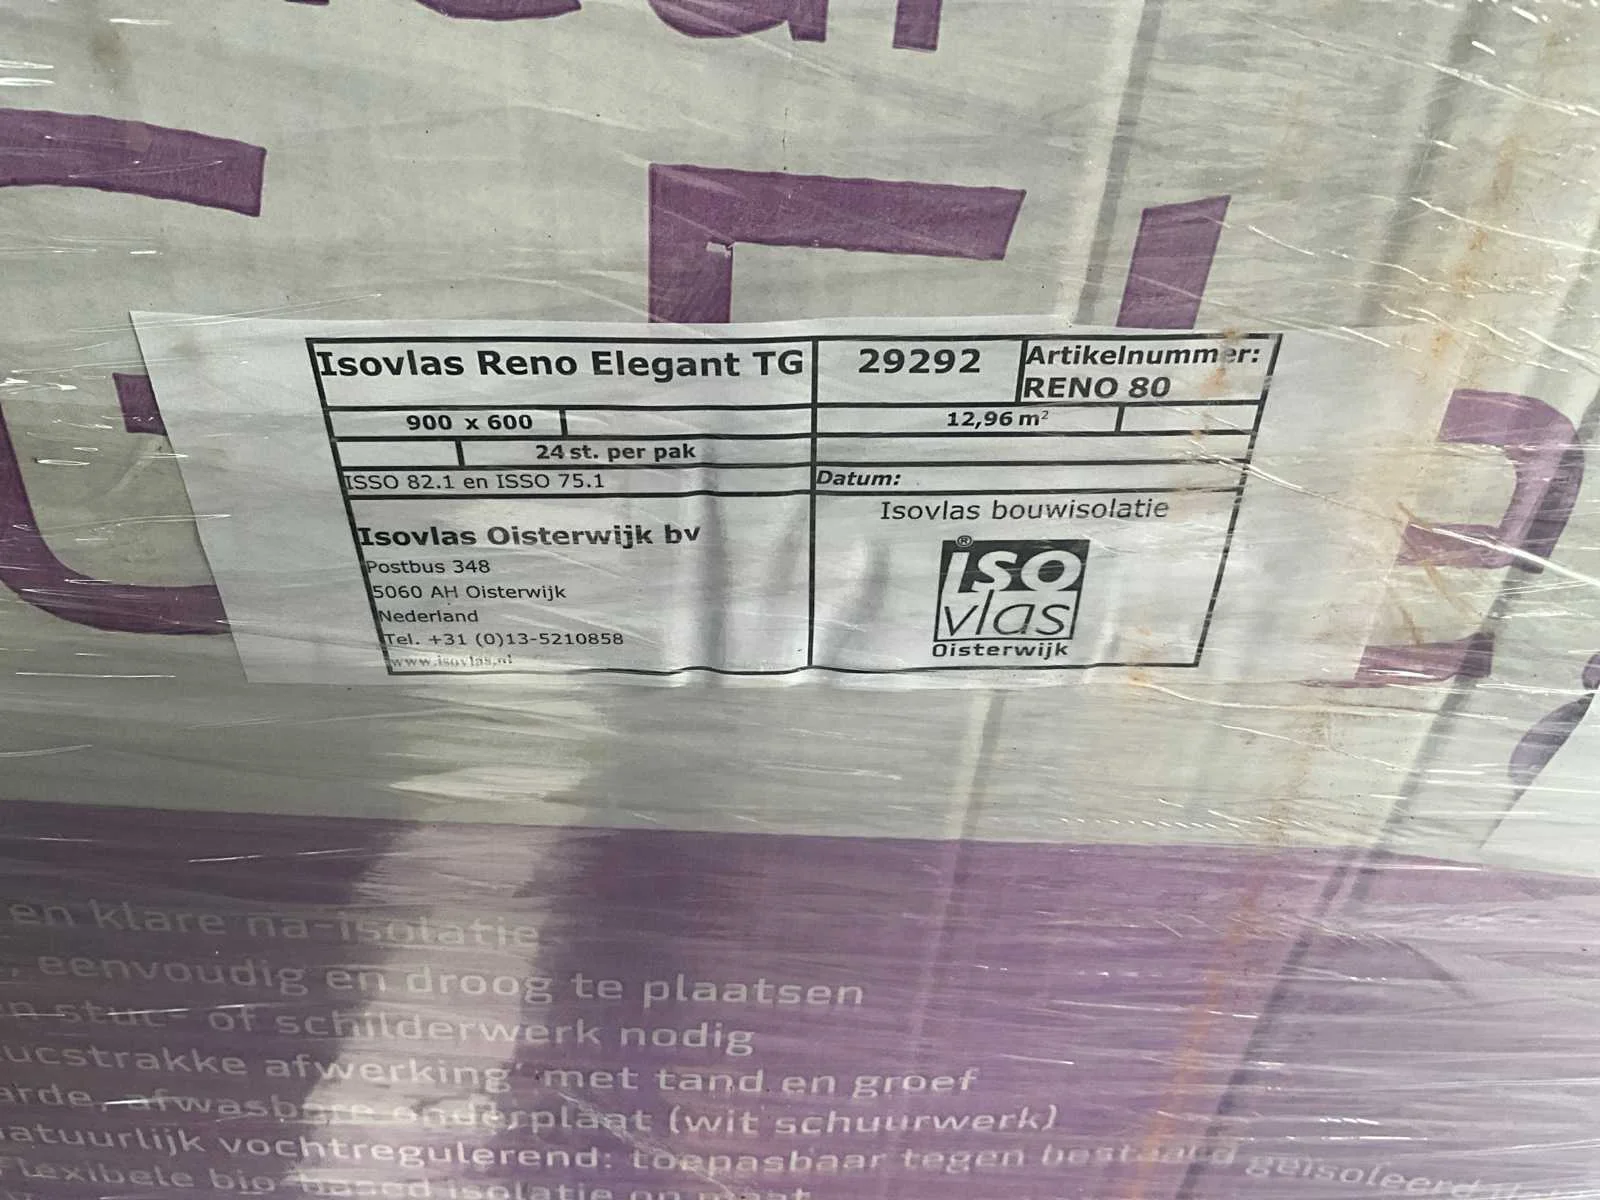 Isovlas Reno Elegant TG
29292
Artikelnummer:
RENO 80
900 x 600
12,96 m²
24 st. per pak
ISSO 82.1 en ISSO 75.1
Datum:
Isovlas Oisterwijk bv
Postbus 348
5060 AH Oisterwijk
Nederland
Tel. +31 (0)13-5210858
www.isovlas.nl
Isovlas bouwisolatie
®
iso
vlas
Oisterwijk
en klare na-isolatie
, eenvoudig en droog te plaatsen
stuc- of schilderwerk nodig
ucstrakke afwerking' met tand en groef
arde, afwasbare onderplaat (wit schuurwerk)
atuurlijk vochtregulerend: toepasbaar tegen bestaand geïsoleerd
Flexibele bio-based isolatie op plaat